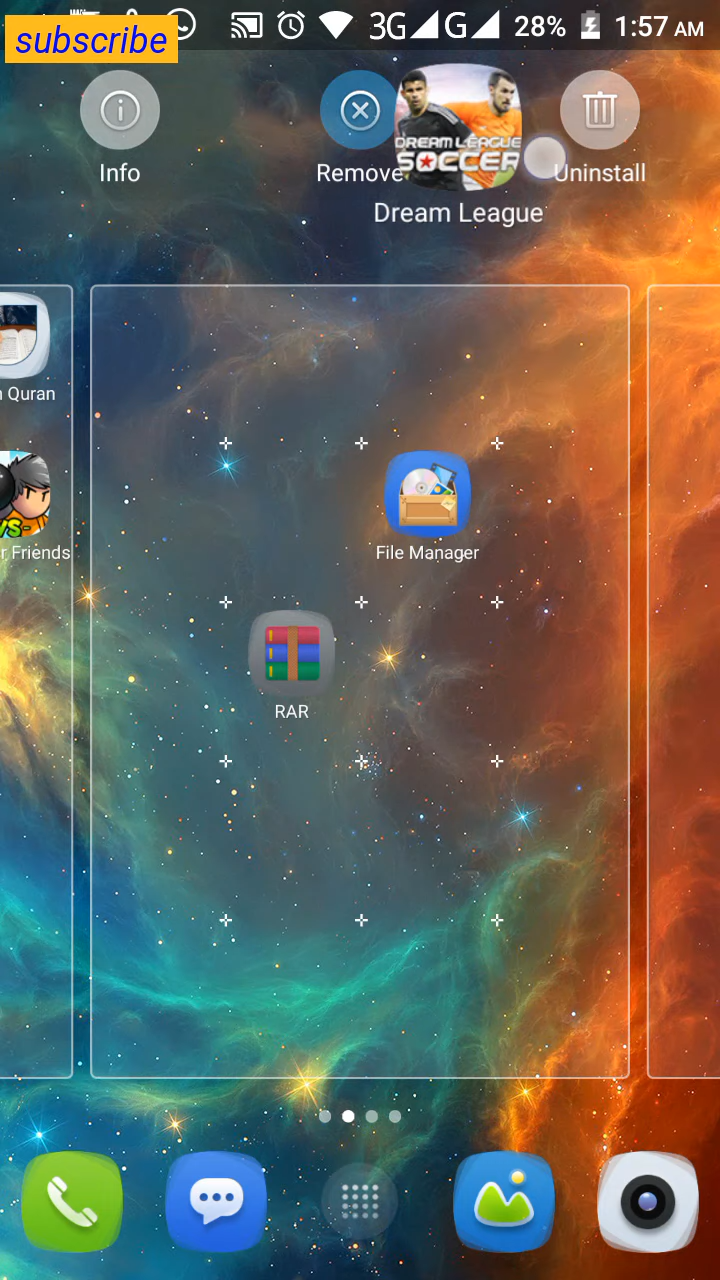 subscribe
3G G 28% 1:57 AM
Info
Remove
DREAM LEAGUE
SOCCER
Uninstall
Dream League
Quran
r Friends
File Manager
RAR